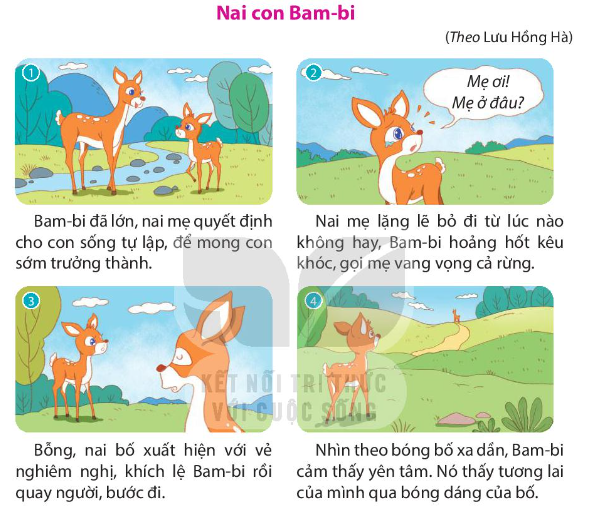 Nai con Bam-bi
(Theo Lưu Hồng Hà)
1
2
Mẹ ơi!
Mẹ ở đâu?
Bam-bi đã lớn, nai mẹ quyết định
cho con sống tự lập, để mong con
sớm trưởng thành.
Nai mẹ lặng lẽ bỏ đi từ lúc nào
không hay, Bam-bi hoảng hốt kêu
khóc, gọi mẹ vang vọng cả rừng.
3
4
KẾT NỐI TRI THỨC
VỚI CUỘC SỐNG
Bỗng, nai bố xuất hiện với vẻ
nghiêm nghị, khích lệ Bam-bi rồi
quay người, bước đi.
Nhìn theo bóng bố xa dần, Bam-bi
cảm thấy yên tâm. Nó thấy tương lai
của mình qua bóng dáng của bố.